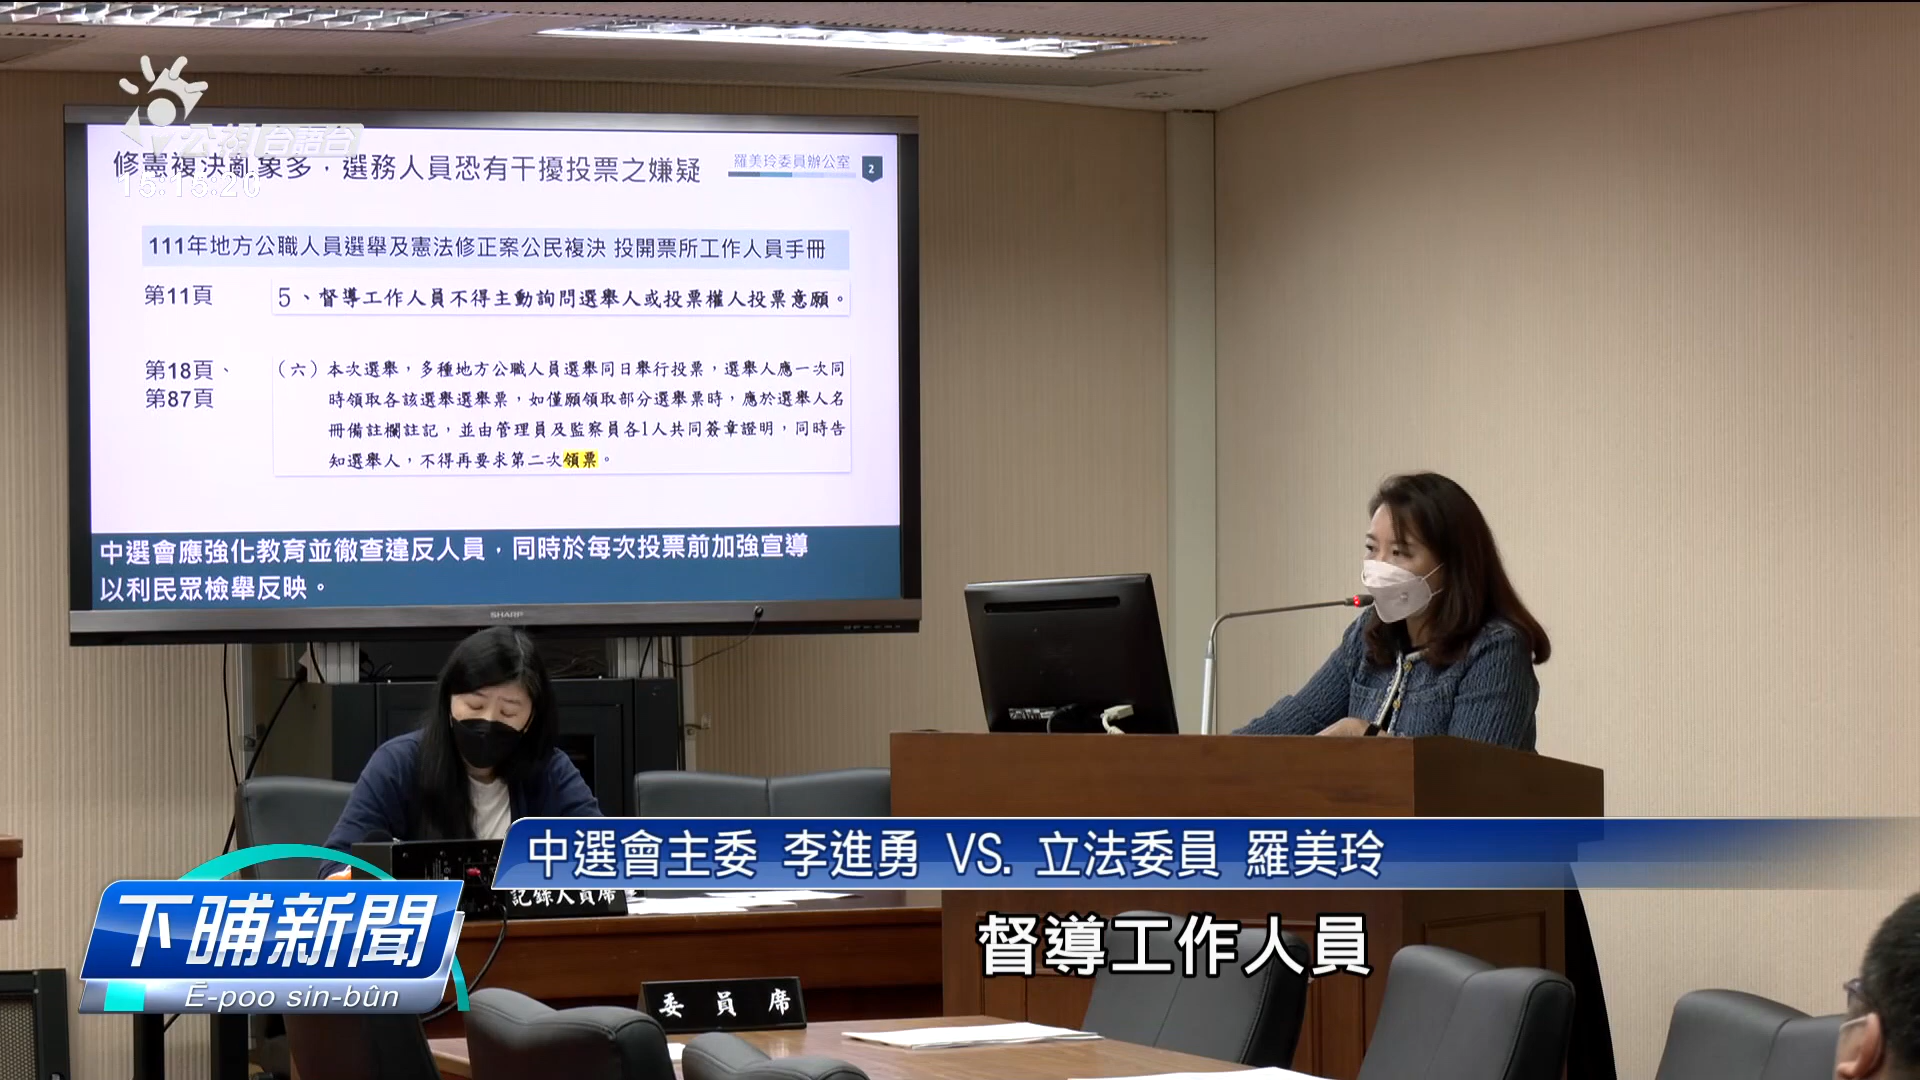 公視台語台
15:15:20
修憲複決亂象多，選務人員恐有干擾投票之嫌疑
羅美玲委員辦公室
2
111年地方公職人員選舉及憲法修正案公民複決 投開票所工作人員手冊
第11頁
5、督導工作人員不得主動詢問選舉人或投票權人投票意願。
第18頁、
第87頁
（六）本次選舉，多種地方公職人員選舉同日舉行投票，選舉人應一次同
時領取各該選舉選舉票，如僅願領取部分選舉票時，應於選舉人名
冊備註欄註記，並由管理員及監察員各1人共同簽章證明，同時告
知選舉人，不得再要求第二次領票。
中選會應強化教育並徹查違反人員，同時於每次投票前加強宣導
以利民眾檢舉反映。
SHARP
中選會主委 李進勇 VS. 立法委員 羅美玲
記錄人員席
下晡新聞
Ē-poo sin-bûn
督導工作人員
委員席